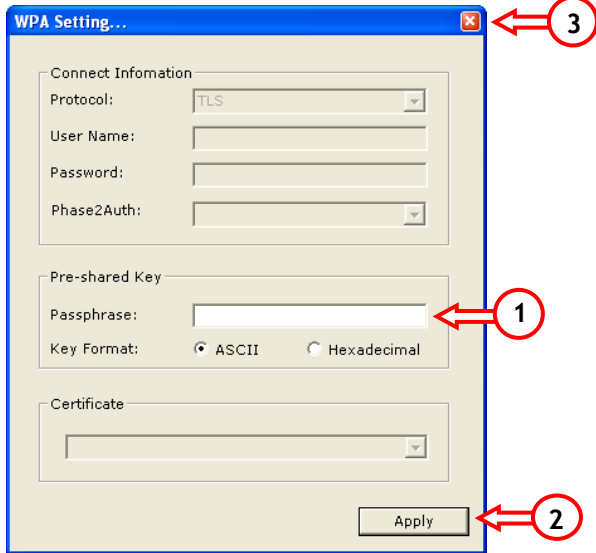 WPA Setting...
3
Connect Infomation
Protocol: TLS
User Name:
Password:
Phase2Auth:
Pre-shared Key
Passphrase:
1
Key Format: ASCII Hexadecimal
Certificate
Apply
2